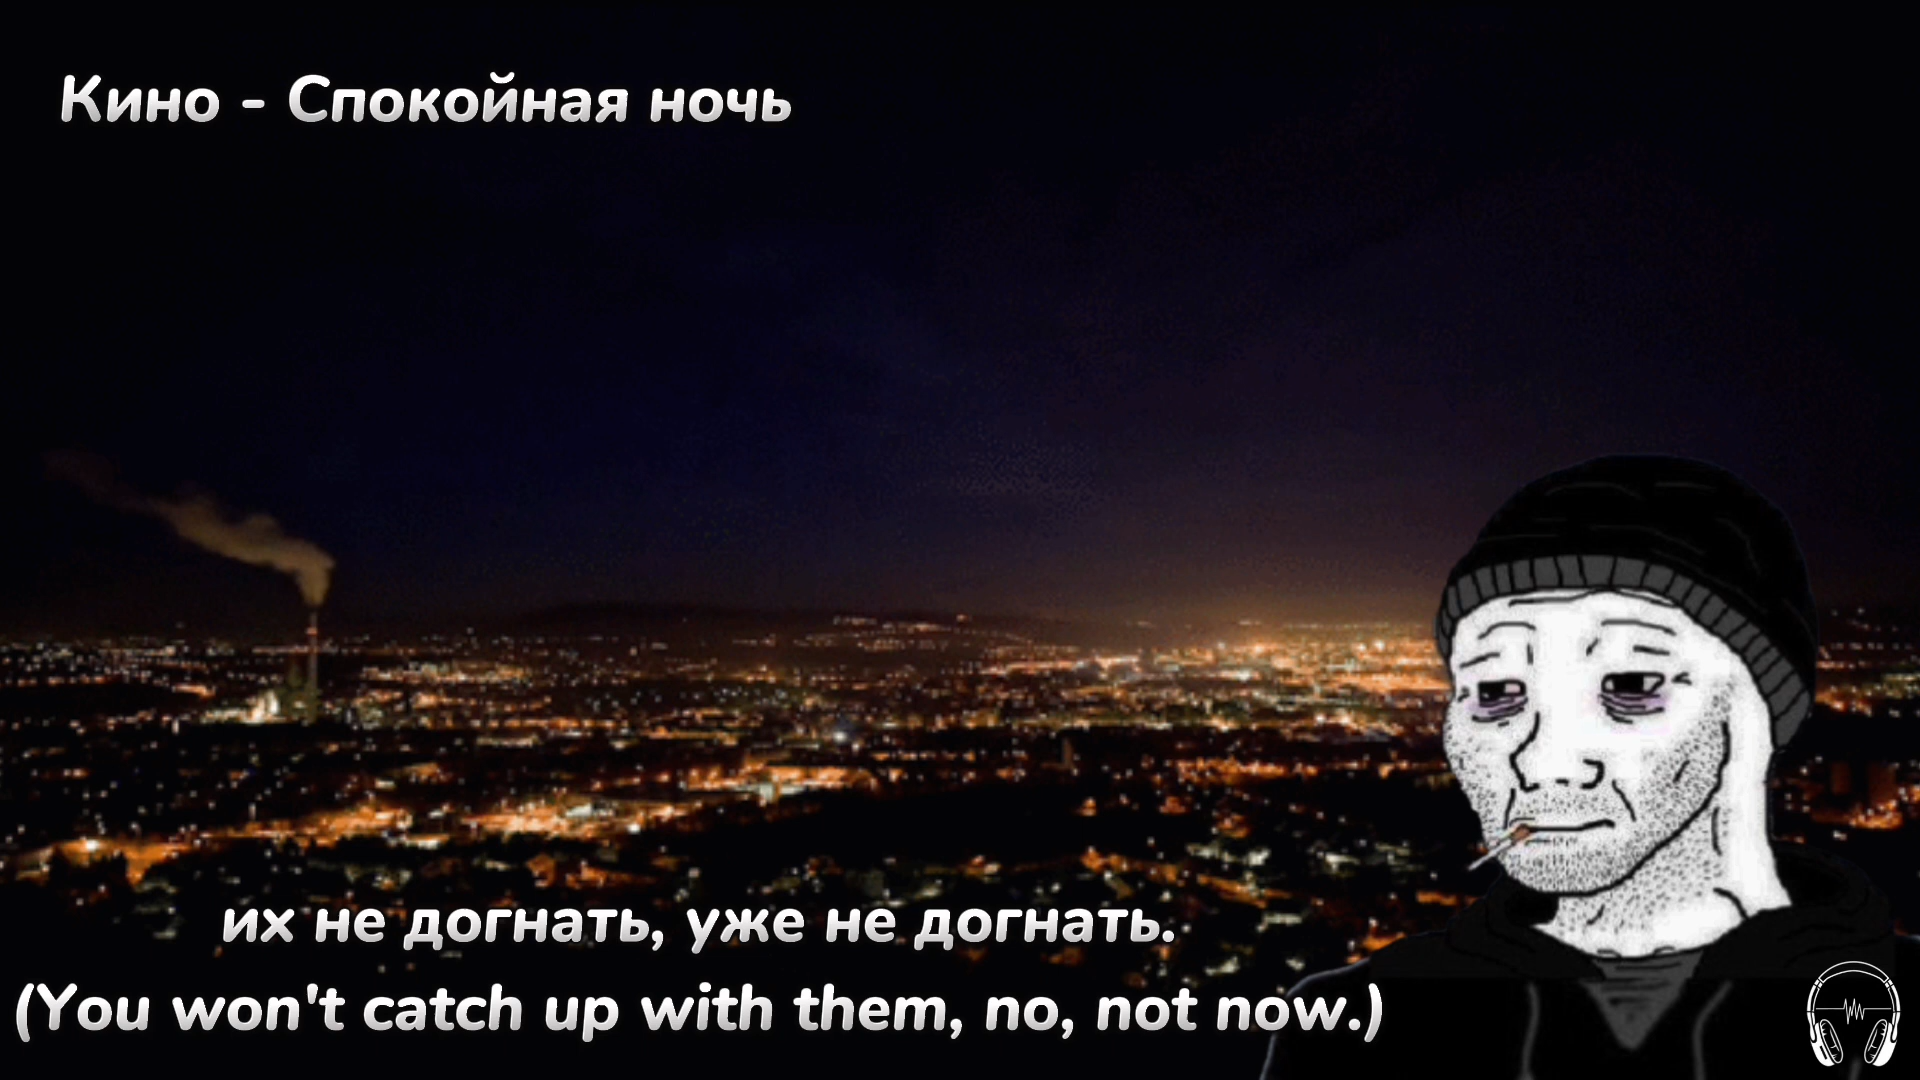 Кино - Спокойная ночь
их не догнать, уже не догнать.
(You won't catch up with them, no, not now.)